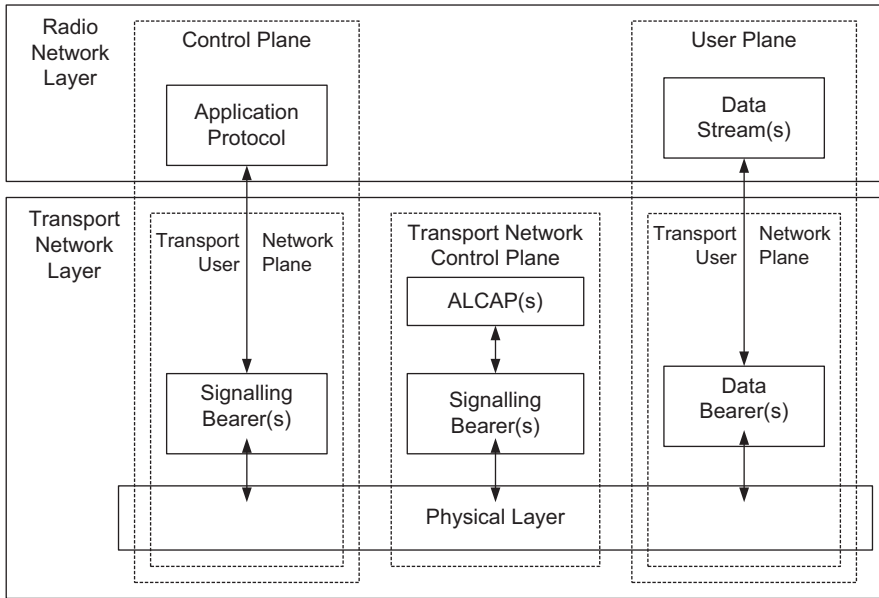 Radio
Network
Layer
Control Plane
User Plane
Application
Protocol
Data
Stream(s)
Transport
Network
Layer
Transport
User
Network
Plane
Transport Network
Control Plane
Transport
User
Network
Plane
ALCAP(s)
Signalling
Bearer(s)
Signalling
Bearer(s)
Data
Bearer(s)
Physical Layer